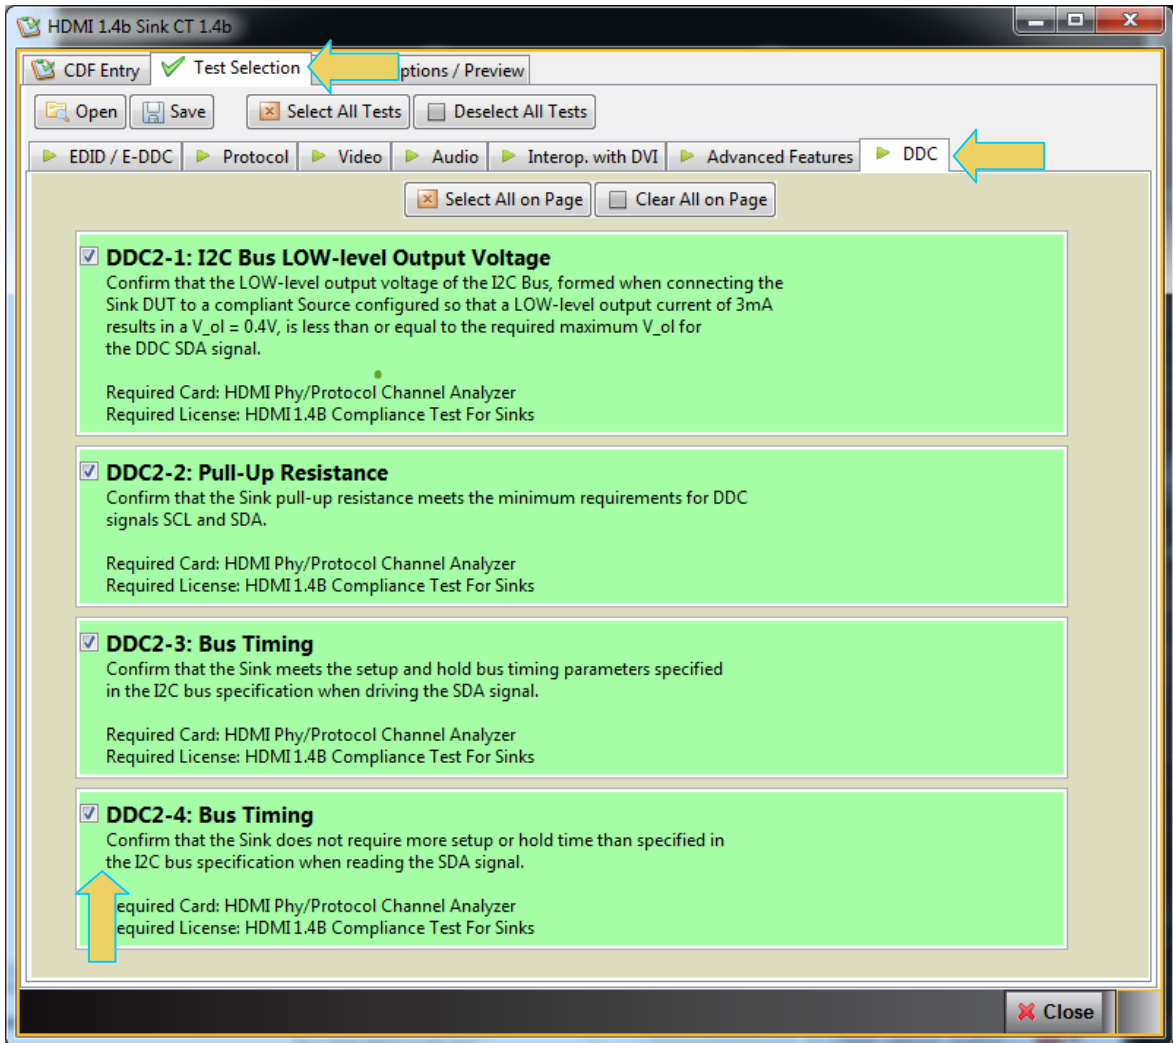 HDMI 1.4b Sink CT 1.4b
CDF Entry Test Selection ptions / Preview
Open Save Select All Tests Deselect All Tests
EDID / E-DDC Protocol Video Audio Interop. with DVI Advanced Features DDC
Select All on Page Clear All on Page
DDC2-1: I2C Bus LOW-level Output Voltage
Confirm that the LOW-level output voltage of the I2C Bus, formed when connecting the
Sink DUT to a compliant Source configured so that a LOW-level output current of 3mA
results in a V_ol = 0.4V, is less than or equal to the required maximum V_ol for
the DDC SDA signal.
Required Card: HDMI Phy/Protocol Channel Analyzer
Required License: HDMI 1.4B Compliance Test For Sinks
DDC2-2: Pull-Up Resistance
Confirm that the Sink pull-up resistance meets the minimum requirements for DDC
signals SCL and SDA.
Required Card: HDMI Phy/Protocol Channel Analyzer
Required License: HDMI 1.4B Compliance Test For Sinks
DDC2-3: Bus Timing
Confirm that the Sink meets the setup and hold bus timing parameters specified
in the I2C bus specification when driving the SDA signal.
Required Card: HDMI Phy/Protocol Channel Analyzer
Required License: HDMI 1.4B Compliance Test For Sinks
DDC2-4: Bus Timing
Confirm that the Sink does not require more setup or hold time than specified in
the I2C bus specification when reading the SDA signal.
equired Card: HDMI Phy/Protocol Channel Analyzer
equired License: HDMI 1.4B Compliance Test For Sinks
Close